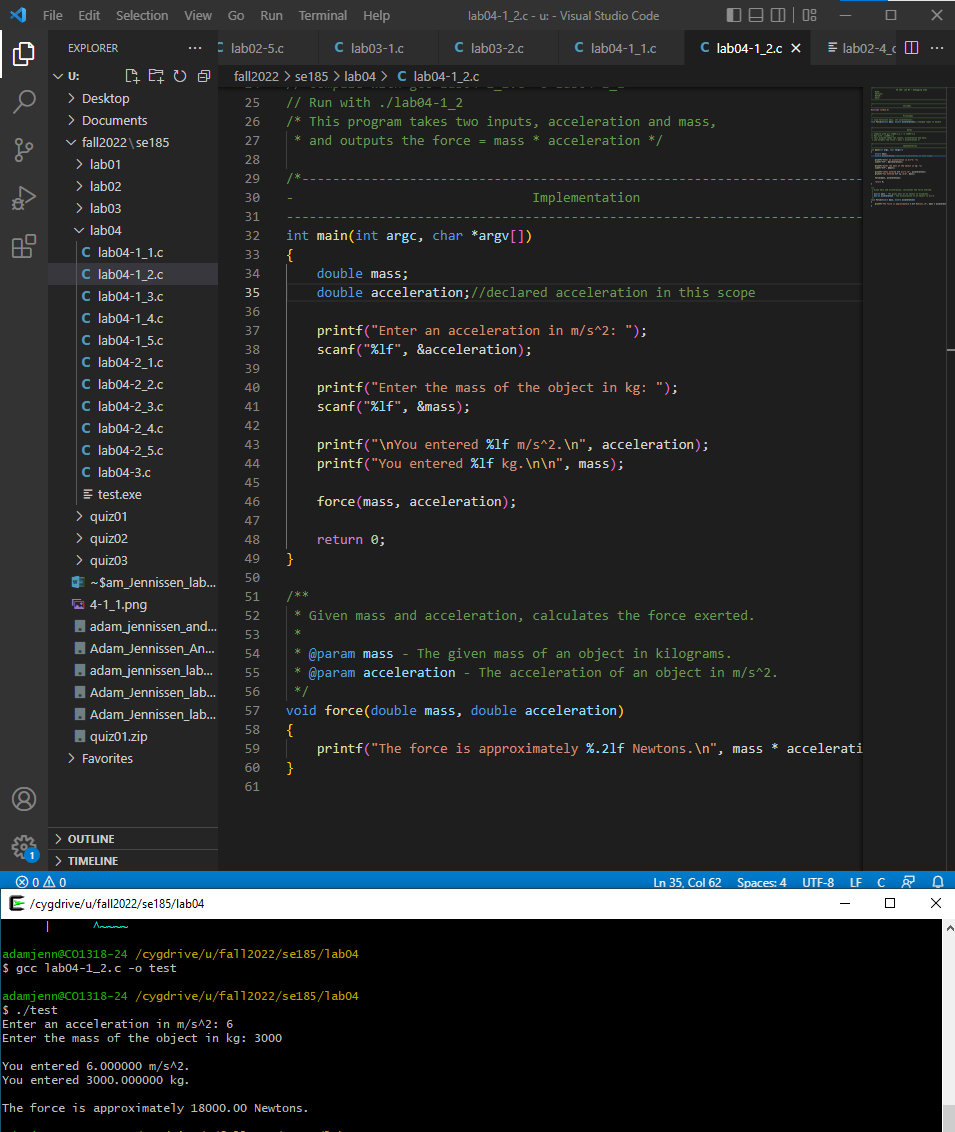 File Edit Selection View Go Run Terminal Help lab04-1_2.c - u: - Visual Studio Code
EXPLORER
lab02-5.c C lab03-1.c C lab03-2.c C lab04-1_1.c C lab04-1_2.c lab02-4_c
U:
Desktop
Documents
fall2022\se185
lab01
lab02
lab03
lab04
C lab04-1_1.c
C lab04-1_2.c
C lab04-1_3.c
C lab04-1_4.c
C lab04-1_5.c
C lab04-2_1.c
C lab04-2_2.c
C lab04-2_3.c
C lab04-2_4.c
C lab04-2_5.c
C lab04-3.c
test.exe
quiz01
quiz02
quiz03
~$am_Jennissen_lab...
4-1_1.png
adam_jennissen_and...
Adam_Jennissen_An...
adam_jennissen_lab...
Adam_Jennissen_lab...
Adam_Jennissen_lab...
quiz01.zip
Favorites
OUTLINE
TIMELINE
1
fall2022 > se185 > lab04 > C lab04-1_2.c
25 // Run with ./lab04-1_2
26 /* This program takes two inputs, acceleration and mass,
27 * and outputs the force = mass * acceleration */
28
29 /*---------------------------------------------------------------------------
30 - Implementation
31 -----------------------------------------------------------------------------
32 int main(int argc, char *argv[])
33 {
34 double mass;
35 double acceleration;//declared acceleration in this scope
36
37 printf("Enter an acceleration in m/s^2: ");
38 scanf("%lf", &acceleration);
39
40 printf("Enter the mass of the object in kg: ");
41 scanf("%lf", &mass);
42
43 printf("\nYou entered %lf m/s^2.\n", acceleration);
44 printf("You entered %lf kg.\n\n", mass);
45
46 force(mass, acceleration);
47
48 return 0;
49 }
50
51 /**
52 * Given mass and acceleration, calculates the force exerted.
53 *
54 * @param mass - The given mass of an object in kilograms.
55 * @param acceleration - The acceleration of an object in m/s^2.
56 */
57 void force(double mass, double acceleration)
58 {
59 printf("The force is approximately %.2lf Newtons.\n", mass * accelerati
60 }
61
0 0 Ln 35, Col 62 Spaces: 4 UTF-8 LF C
/cygdrive/u/fall2022/se185/lab04
| ^~~~~
adamjenn@CO1318-24 /cygdrive/u/fall2022/se185/lab04
$ gcc lab04-1_2.c -o test
adamjenn@CO1318-24 /cygdrive/u/fall2022/se185/lab04
$ ./test
Enter an acceleration in m/s^2: 6
Enter the mass of the object in kg: 3000
You entered 6.000000 m/s^2.
You entered 3000.000000 kg.
The force is approximately 18000.00 Newtons.